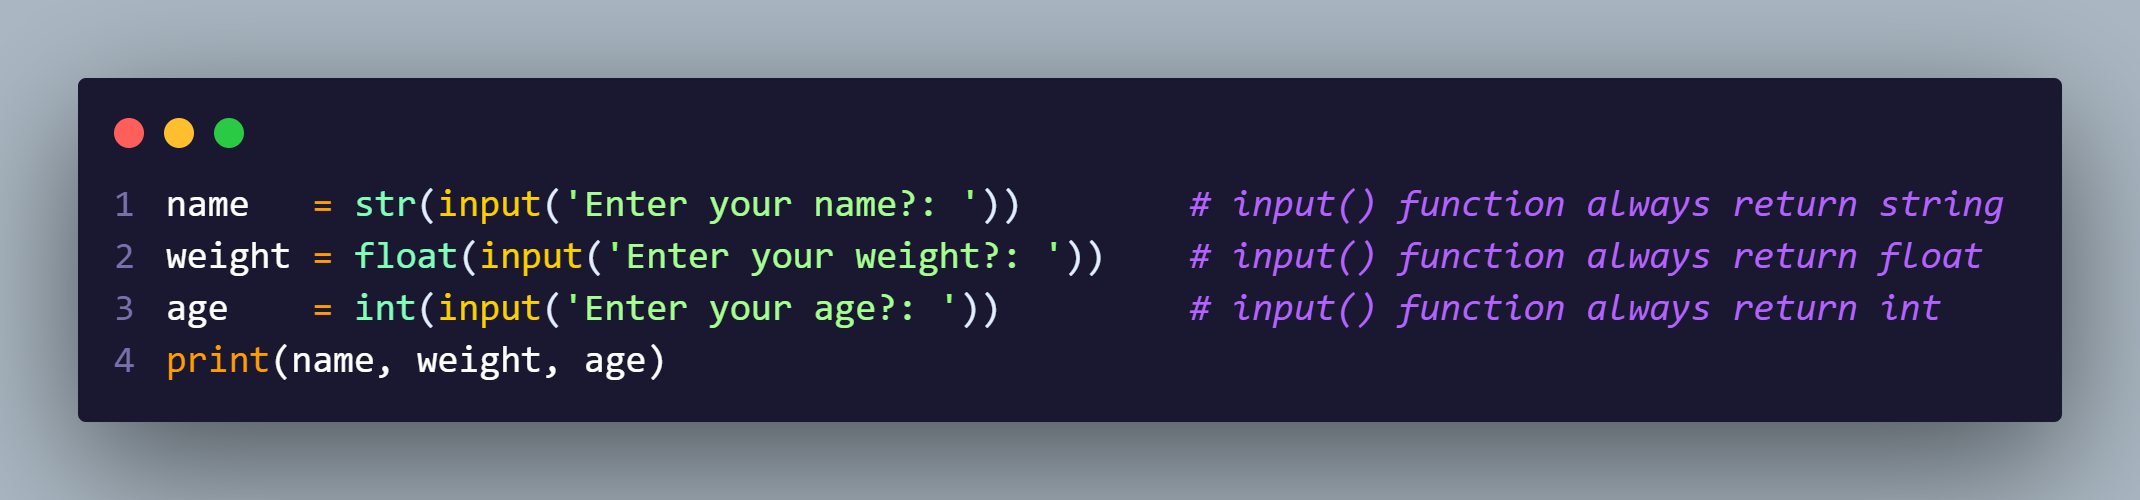 1 name   = str(input('Enter your name?: '))        # input() function always return string
2 weight = float(input('Enter your weight?: '))    # input() function always return float
3 age    = int(input('Enter your age?: '))         # input() function always return int
4 print(name, weight, age)